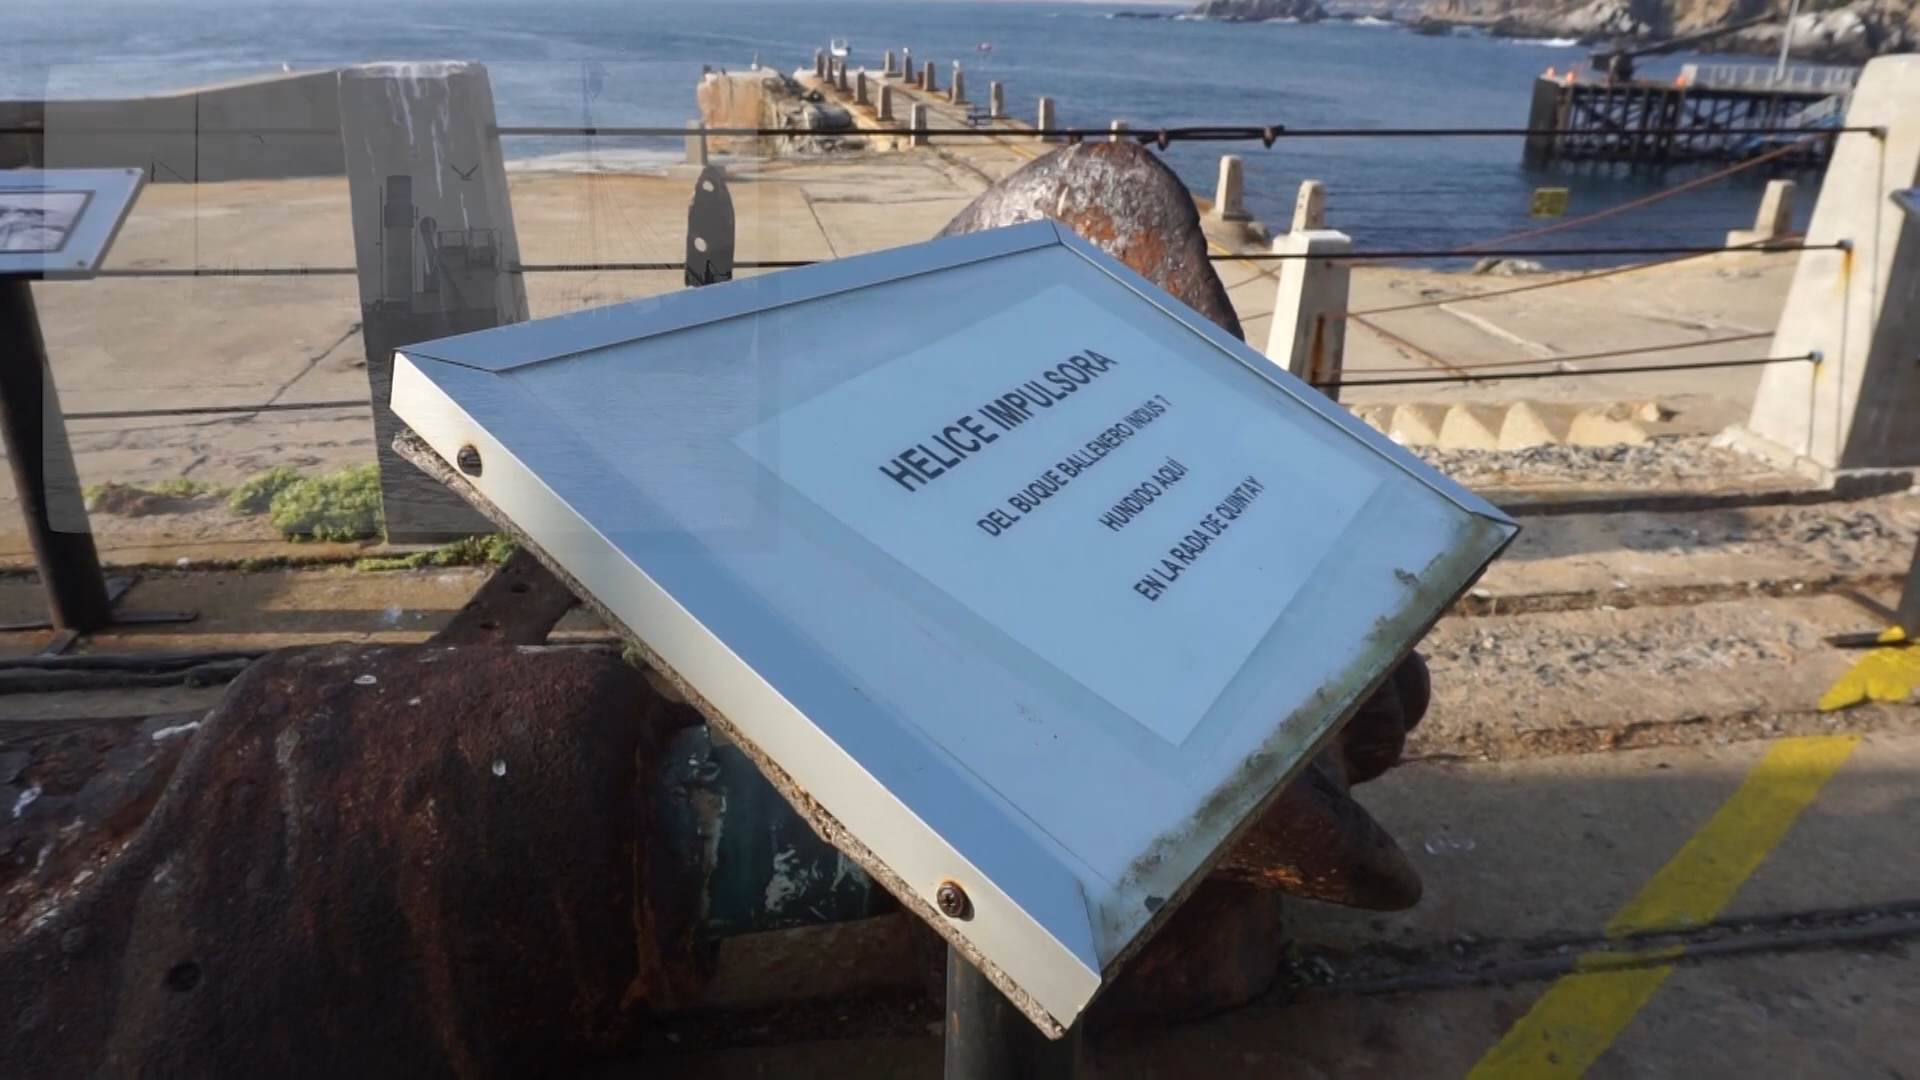 HELICE IMPULSORA
DEL BUQUE BALLENERO INDUS 7
HUNDIDO AQUÍ
EN LA RADA DE QUINTAY